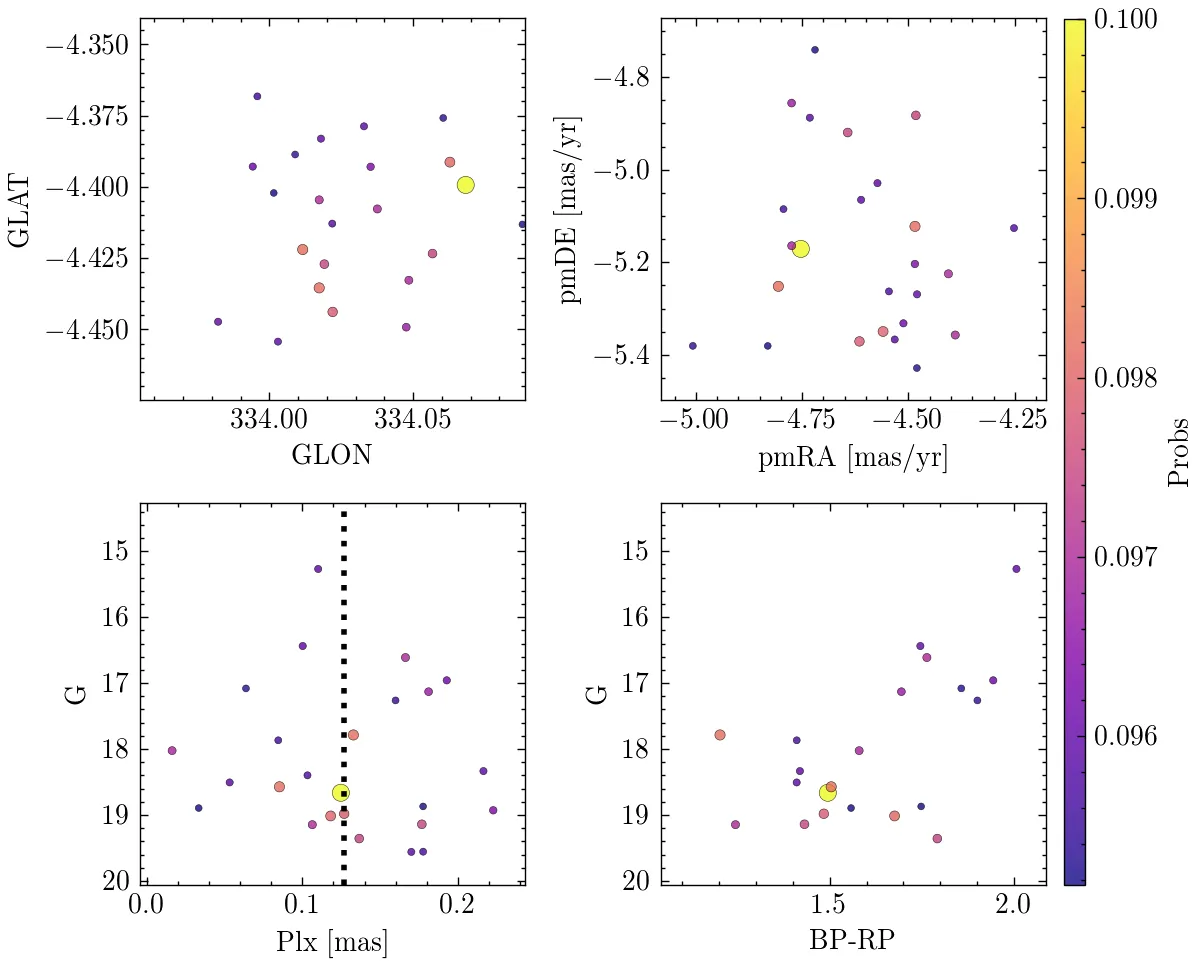 −4.350
−4.375
−4.400
−4.425
−4.450
GLAT
334.00 334.05
GLON
−4.8
−5.0
−5.2
−5.4
pmDE [mas/yr]
−5.00 −4.75 −4.50 −4.25
pmRA [mas/yr]
15
16
17
18
19
20
G
0.0 0.1 0.2
Plx [mas]
15
16
17
18
19
20
G
1.5 2.0
BP-RP
0.100
0.099
0.098
0.097
0.096
Probs